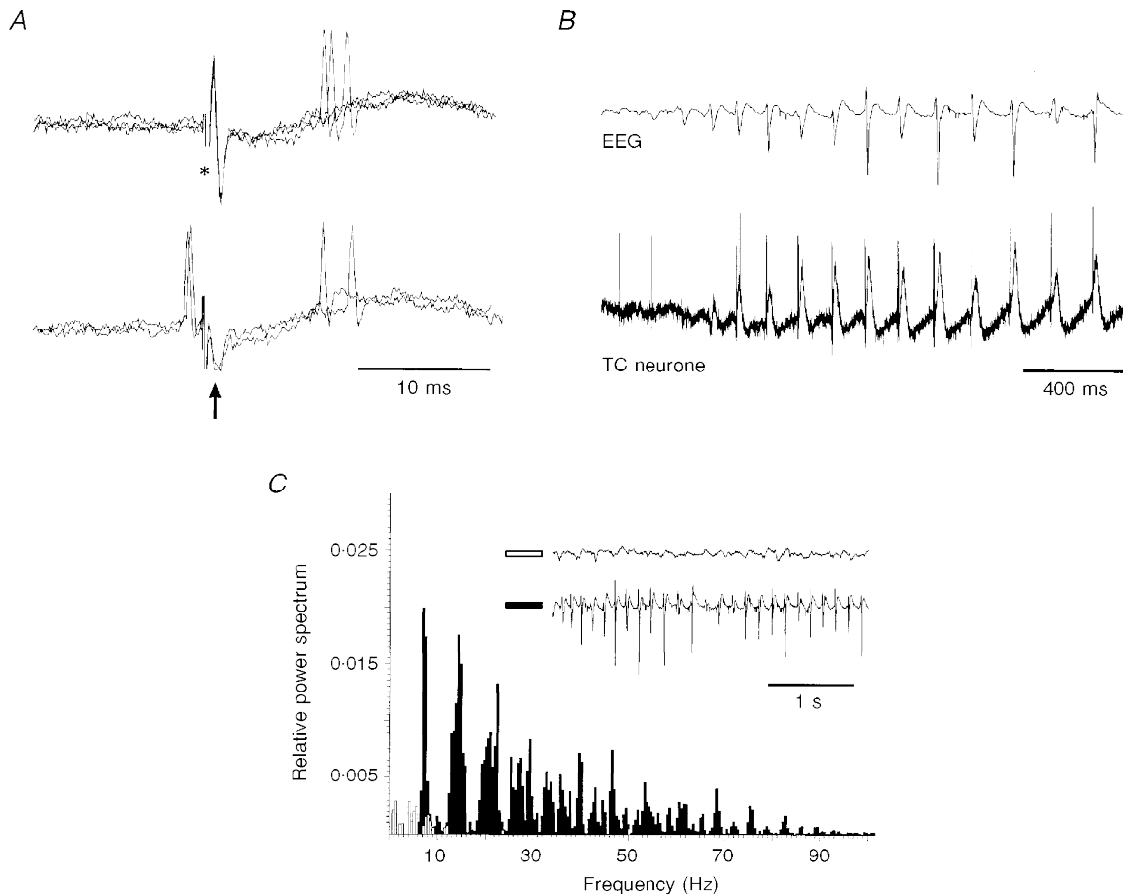 A
*
10 ms
B
EEG
TC neurone
400 ms
C
Relative power spectrum
0·025
0·015
0·005
1 s
10 30 50 70 90
Frequency (Hz)